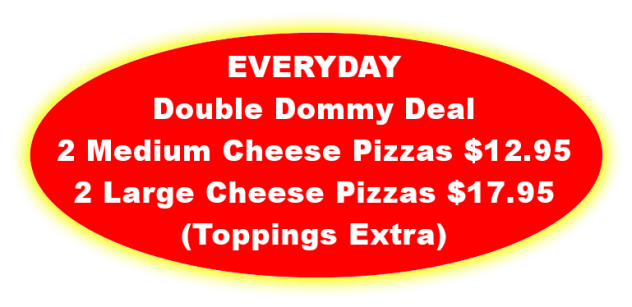 EVERYDAY
Double Dommy Deal
2 Medium Cheese Pizzas $12.95
2 Large Cheese Pizzas $17.95
(Toppings Extra)